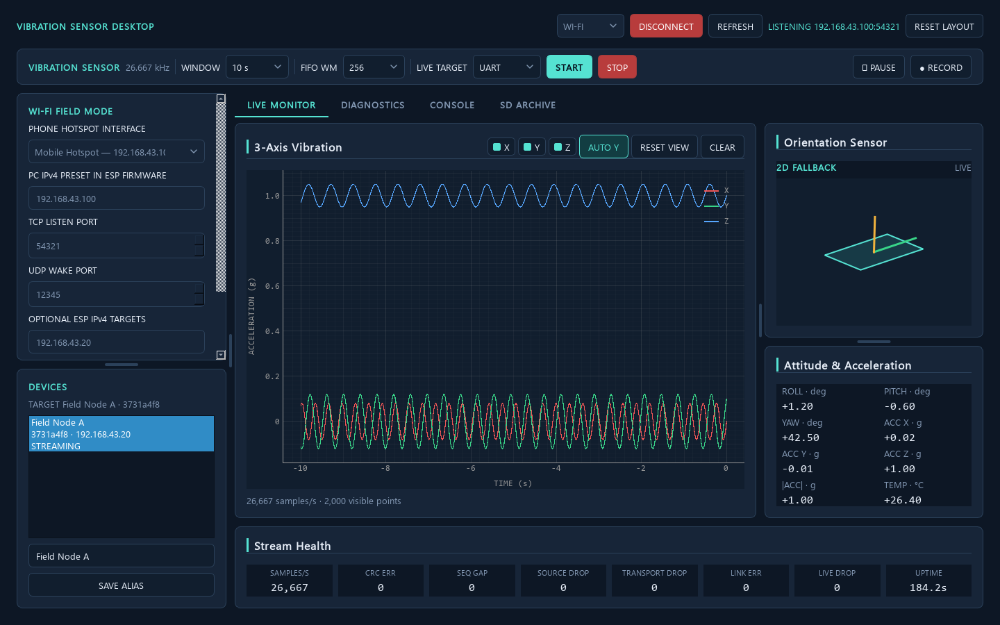 VIBRATION SENSOR DESKTOP
WI-FI
DISCONNECT
REFRESH
LISTENING 192.168.43.100:54321
RESET LAYOUT
VIBRATION SENSOR 26.667 kHz
WINDOW
10 s
FIFO WM
256
LIVE TARGET
UART
START
STOP
PAUSE
● RECORD
WI-FI FIELD MODE
PHONE HOTSPOT INTERFACE
Mobile Hotspot — 192.168.43.1(
PC IPv4 PRESET IN ESP FIRMWARE
192.168.43.100
TCP LISTEN PORT
54321
UDP WAKE PORT
12345
OPTIONAL ESP IPv4 TARGETS
192.168.43.20
DEVICES
TARGET Field Node A · 3731a4f8
Field Node A
3731a4f8 · 192.168.43.20
STREAMING
Field Node A
SAVE ALIAS
LIVE MONITOR
DIAGNOSTICS
CONSOLE
SD ARCHIVE
3-Axis Vibration
X
Y
Z
AUTO Y
RESET VIEW
CLEAR
X
Y
Z
1.0
0.8
0.6
0.4
0.2
0
ACCELERATION (g)
-10
-8
-6
-4
-2
0
TIME (s)
26,667 samples/s · 2,000 visible points
Orientation Sensor
2D FALLBACK
LIVE
Attitude & Acceleration
ROLL · deg
PITCH · deg
+1.20
-0.60
YAW · deg
ACC X · g
+42.50
+0.02
ACC Y · g
ACC Z · g
-0.01
+1.00
|ACC| · g
TEMP · °C
+1.00
+26.40
Stream Health
SAMPLES/S
26,667
CRC ERR
0
SEQ GAP
0
SOURCE DROP
0
TRANSPORT DROP
0
LINK ERR
0
LIVE DROP
0
UPTIME
184.2s